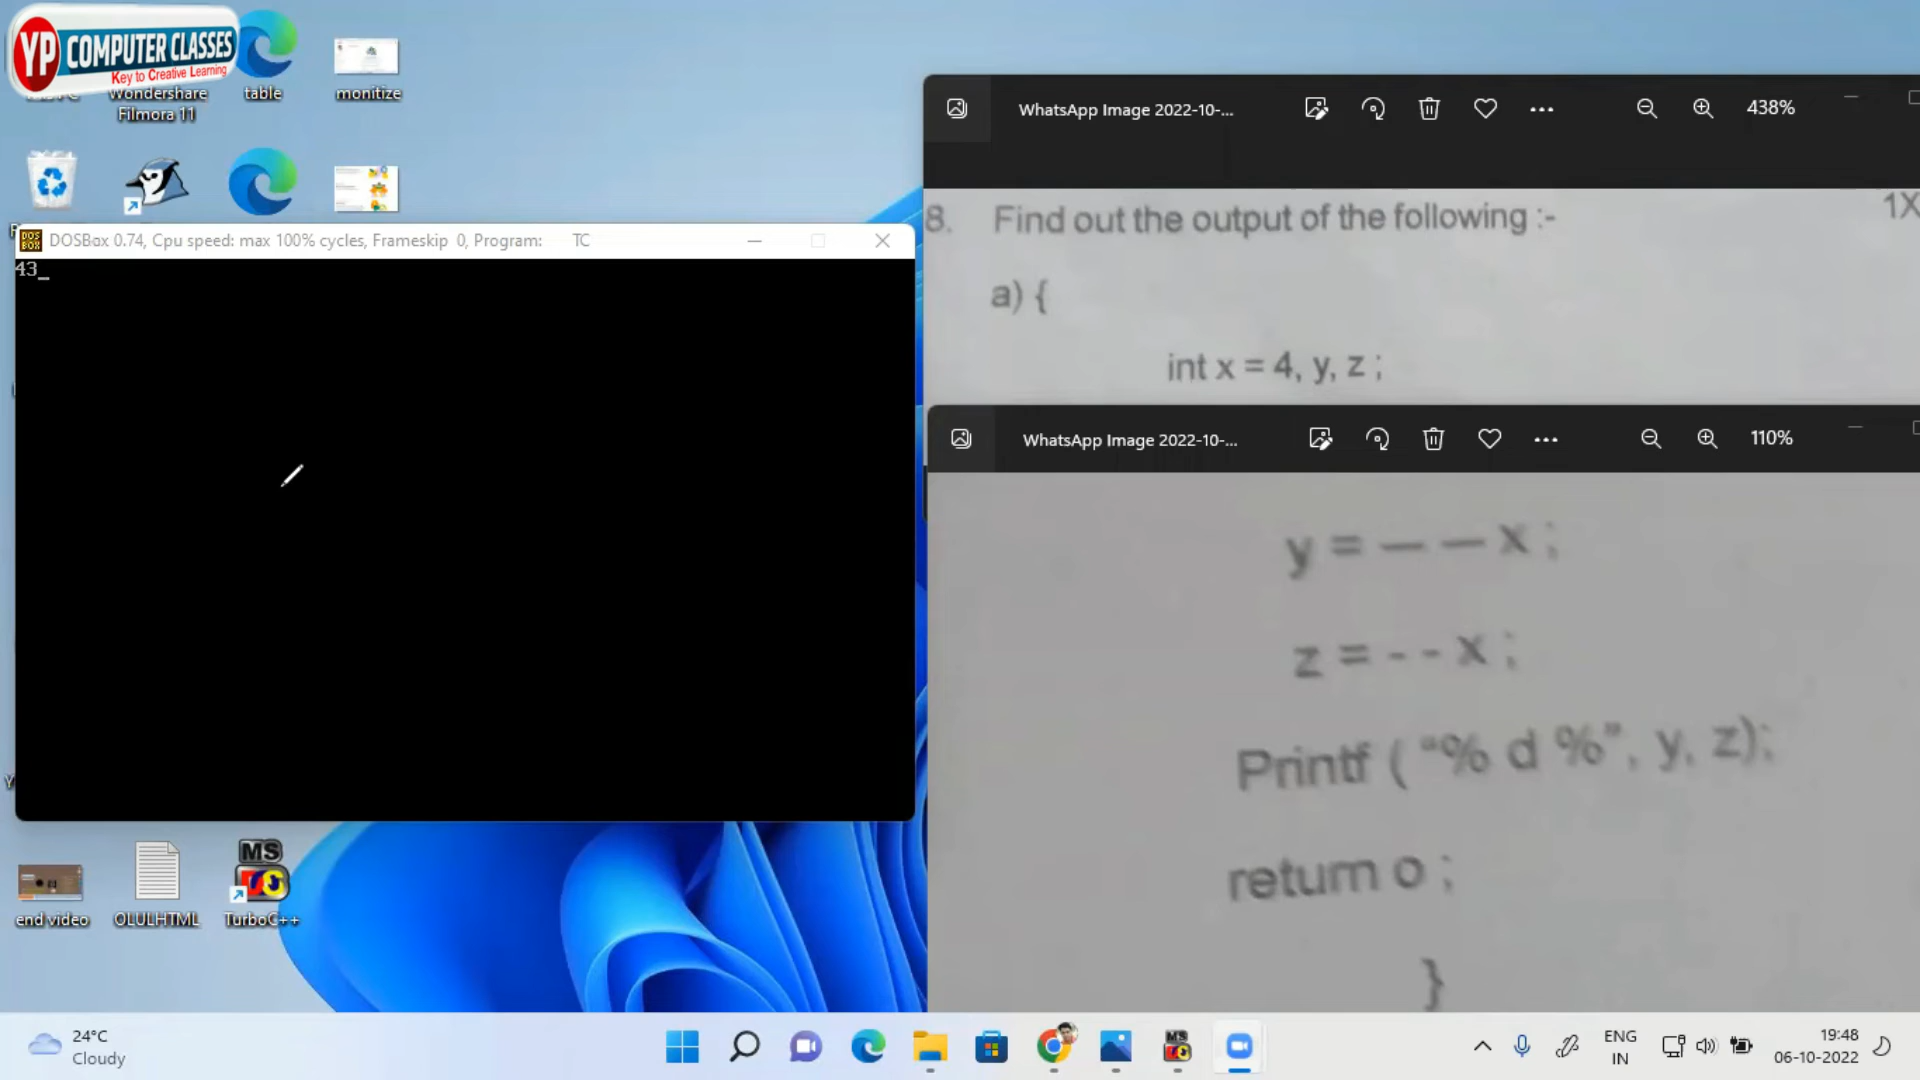 YP COMPUTER CLASSES
Key to Creative Learning
Wondershare
Filmora 11
table
monitize
DOSBox 0.74, Cpu speed: max 100% cycles, Frameskip 0, Program: TC
43_
WhatsApp Image 2022-10-...
438%
8. Find out the output of the following :- 1X
a) {
int x = 4, y, z ;
WhatsApp Image 2022-10-...
110%
y = — — x ;
z = - - x ;
Printf ( "% d %", y, z);
return o ;
}
end video
OLULHTML
MS
TurboC++
24°C
Cloudy
ENG
IN
19:48
06-10-2022